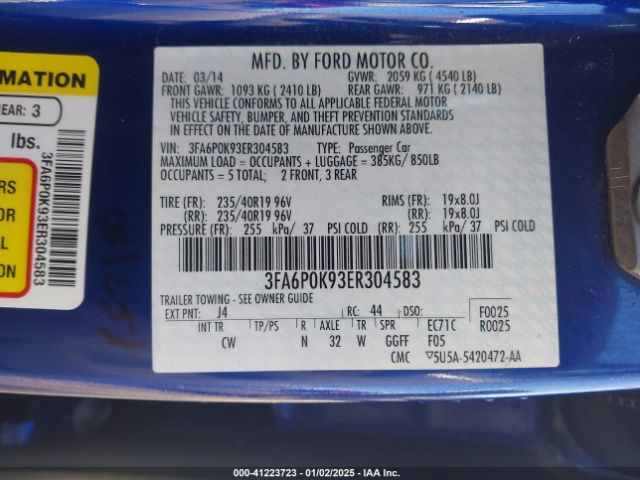 RMATION
REAR: 3
lbs.
RS
OR
L
ON
3FA6P0K93ER304583
MFD. BY FORD MOTOR CO.
DATE: 03/14 GVWR: 2059 KG ( 4540 LB)
FRONT GAWR: 1093 KG ( 2410 LB) REAR GAWR: 971 KG ( 2140 LB)
THIS VEHICLE CONFORMS TO ALL APPLICABLE FEDERAL MOTOR
VEHICLE SAFETY, BUMPER, AND THEFT PREVENTION STANDARDS
IN EFFECT ON THE DATE OF MANUFACTURE SHOWN ABOVE.
VIN: 3FA6P0K93ER304583 TYPE: Passenger Car
MAXIMUM LOAD = OCCUPANTS + LUGGAGE = 385KG/ 850LB
OCCUPANTS = 5 TOTAL; 2 FRONT, 3 REAR
TIRE (FR): 235/40R19 96V RIMS (FR): 19x8.0J
(RR): 235/40R19 96V (RR): 19x8.0J
PRESSURE (FR): 255 kPa/ 37 PSI COLD (RR): 255 kPa/ 37 PSI COLD
3FA6P0K93ER304583
TRAILER TOWING - SEE OWNER GUIDE
EXT PNT: J4 RC: 44 DSO: F0025
INT TR TP/PS R AXLE TR SPR EC71C R0025
CW N 32 W GGFF F05
CMC ▽5U5A-5420472-AA
000-41223723 - 01/02/2025 - IAA Inc.